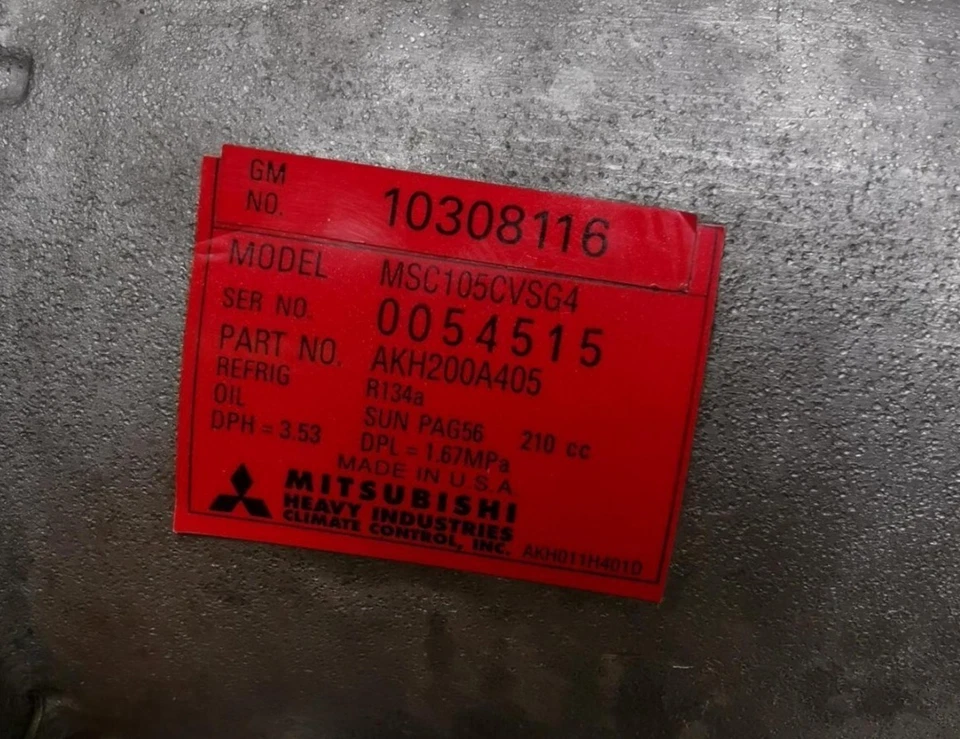 GM NO. 10308116
MODEL MSC105CVSG4
SER NO. 0054515
PART NO. AKH200A405
REFRIG R134a
OIL SUN PAG56 210 cc
DPH = 3.53 DPL = 1.67MPa
MADE IN U.S.A
MITSUBISHI
HEAVY INDUSTRIES
CLIMATE CONTROL, INC.
AKH011H401D